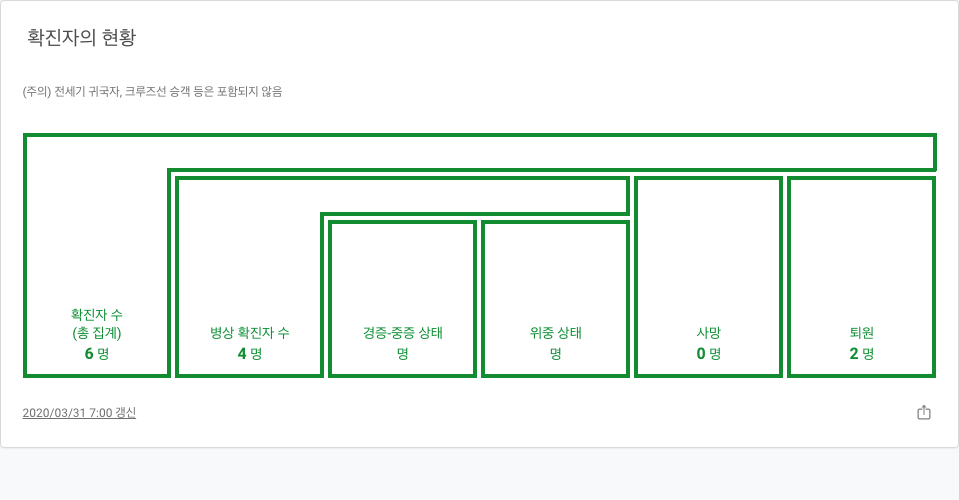 확진자의 현황
(주의) 전세기 귀국자, 크루즈선 승객 등은 포함되지 않음
확진자 수
(총 집계)
6 명
병상 확진자 수
4 명
경증-중증 상태
명
위중 상태
명
사망
0 명
퇴원
2 명
2020/03/31 7:00 갱신